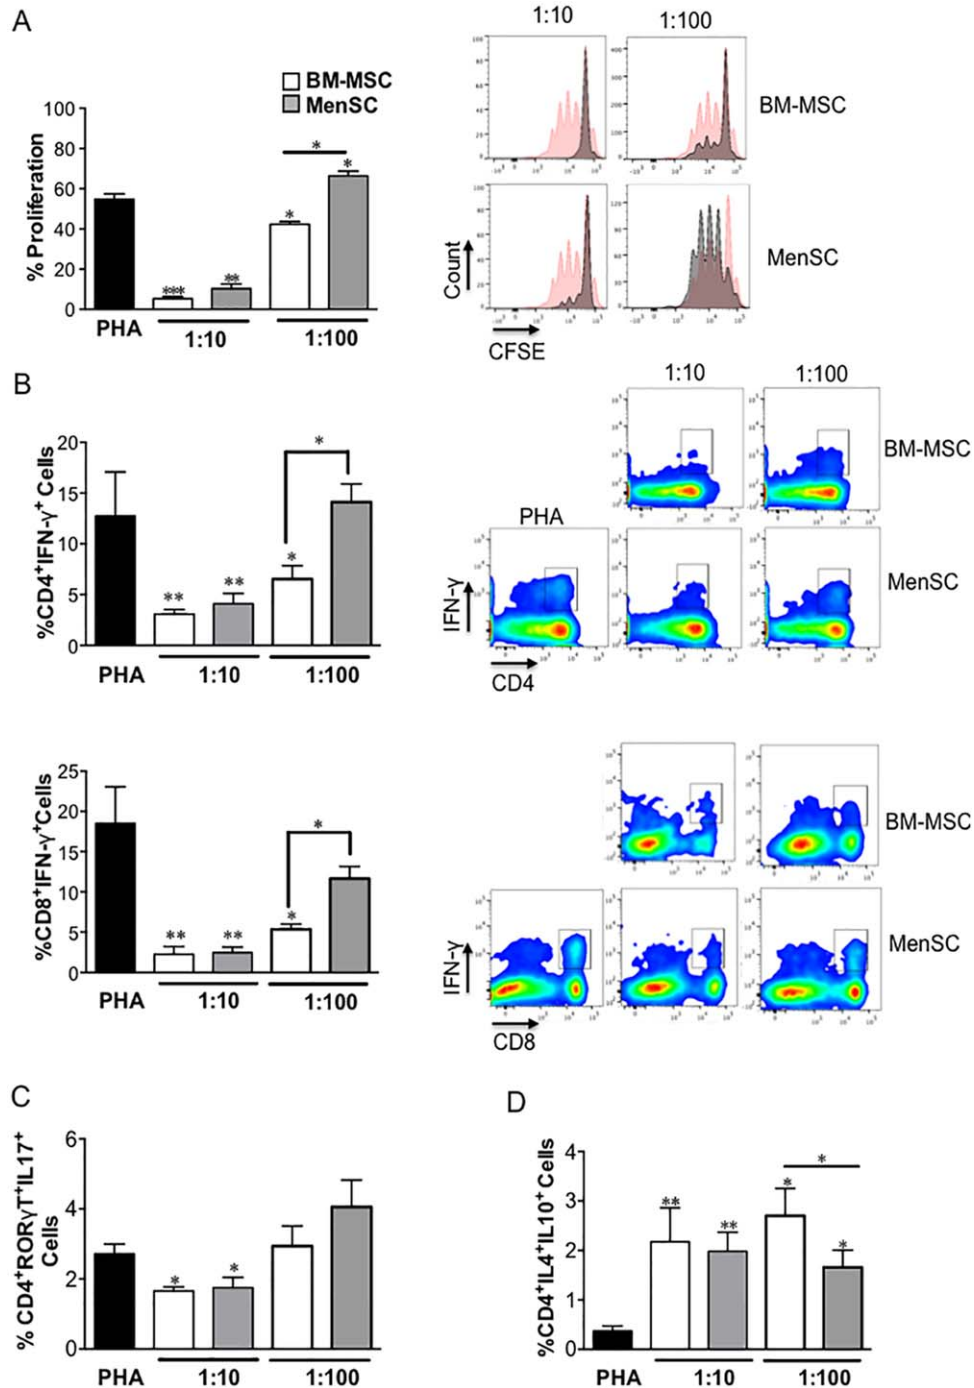 A
1:10
1:100
BM-MSC
MenSC
% Proliferation
100
80
60
40
20
0
***
**
*
*
*
PHA
1:10
1:100
BM-MSC
MenSC
Count
CFSE
B
1:10
1:100
%CD4+IFN-γ+ Cells
20
15
10
5
0
**
**
*
*
PHA
1:10
1:100
BM-MSC
PHA
MenSC
IFN-γ
CD4
%CD8+IFN-γ+Cells
25
20
15
10
5
0
**
**
*
*
PHA
1:10
1:100
BM-MSC
MenSC
IFN-γ
CD8
C
% CD4+RORγT+IL17+
Cells
6
4
2
0
*
*
PHA
1:10
1:100
D
%CD4+IL4+IL10+ Cells
4
3
2
1
0
**
**
*
*
*
PHA
1:10
1:100